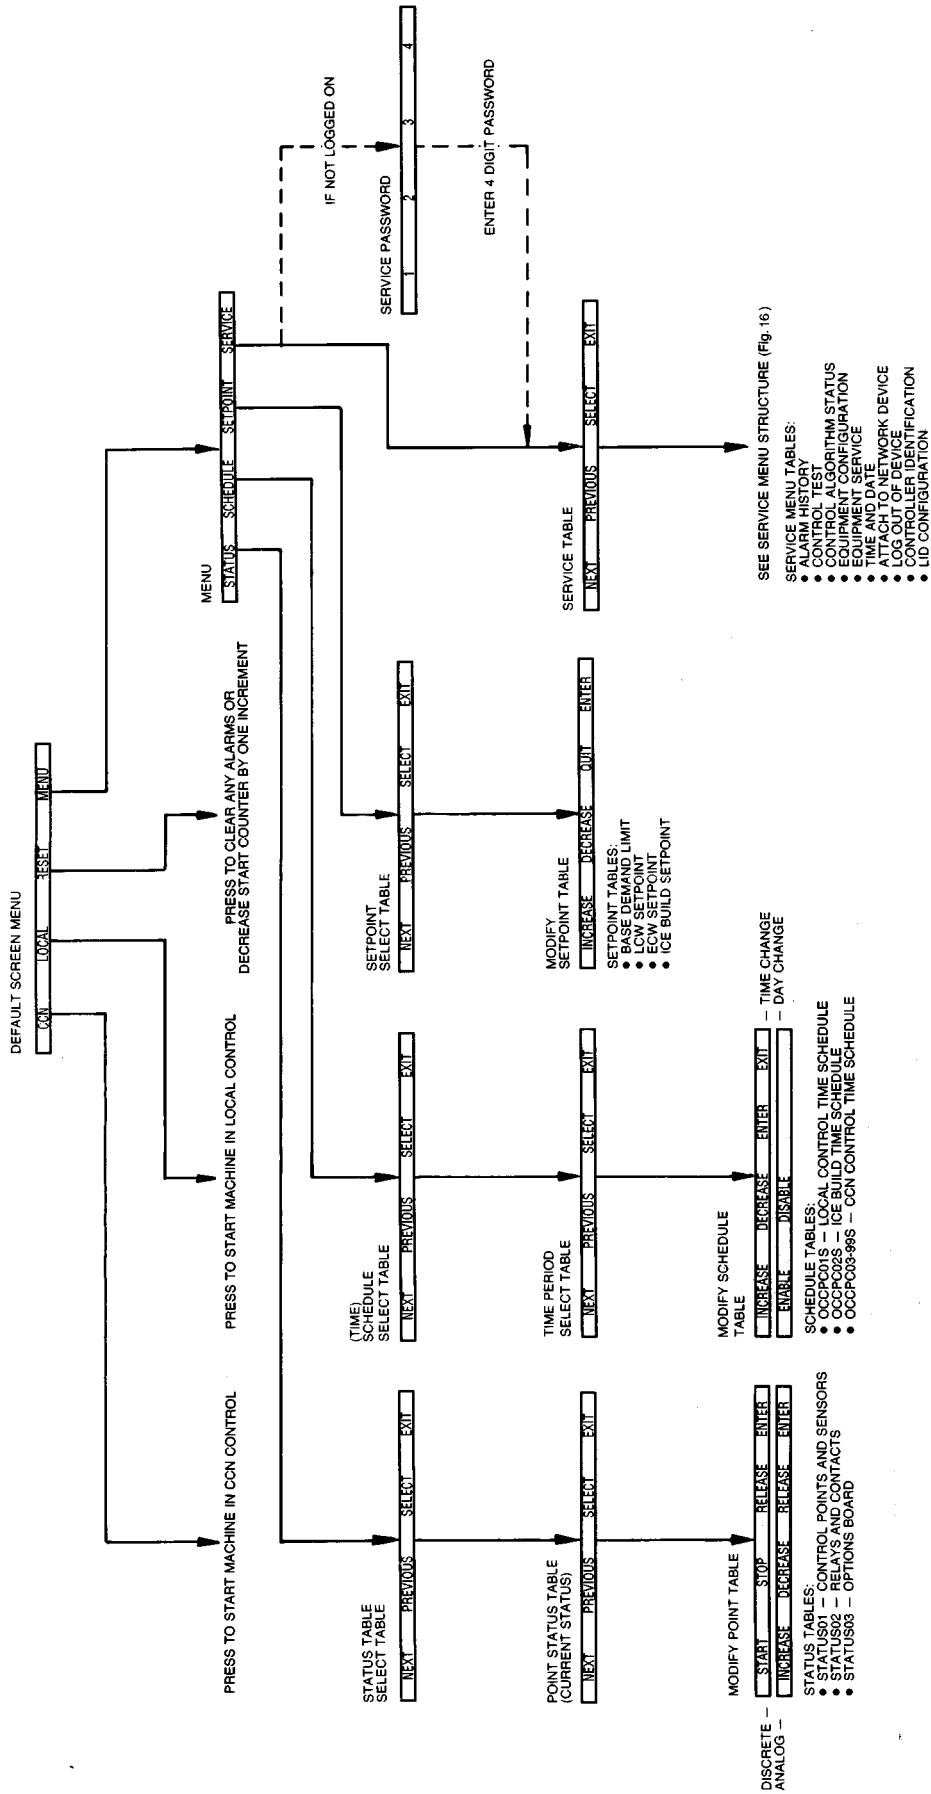 DEFAULT SCREEN MENU
CCN LOCAL RESET MENU
PRESS TO START MACHINE IN CCN CONTROL
PRESS TO START MACHINE IN LOCAL CONTROL
PRESS TO CLEAR ANY ALARMS OR
DECREASE START COUNTER BY ONE INCREMENT
MENU
STATUS SCHEDULE SETPOINT SERVICE
IF NOT LOGGED ON
STATUS TABLE
SELECT TABLE
NEXT PREVIOUS SELECT EXIT
(TIME)
SCHEDULE
SELECT TABLE
NEXT PREVIOUS SELECT EXIT
SETPOINT
SELECT TABLE
NEXT PREVIOUS SELECT EXIT
SERVICE PASSWORD
1 2 3 4
ENTER 4 DIGIT PASSWORD
POINT STATUS TABLE
(CURRENT STATUS)
NEXT PREVIOUS SELECT EXIT
TIME PERIOD
SELECT TABLE
NEXT PREVIOUS SELECT EXIT
MODIFY
SETPOINT TABLE
INCREASE DECREASE QUIT ENTER
SETPOINT TABLES:
● BASE DEMAND LIMIT
● LCW SETPOINT
● ECW SETPOINT
● ICE BUILD SETPOINT
SERVICE TABLE
NEXT PREVIOUS SELECT EXIT
MODIFY POINT TABLE
DISCRETE — START STOP RELEASE ENTER
ANALOG — INCREASE DECREASE RELEASE ENTER
STATUS TABLES:
● STATUS01 — CONTROL POINTS AND SENSORS
● STATUS02 — RELAYS AND CONTACTS
● STATUS03 — OPTIONS BOARD
MODIFY SCHEDULE
TABLE
INCREASE DECREASE ENTER EXIT — TIME CHANGE
ENABLE DISABLE — DAY CHANGE
SCHEDULE TABLES:
● OCCPC01S — LOCAL CONTROL TIME SCHEDULE
● OCCPC02S — ICE BUILD TIME SCHEDULE
● OCCPC03-99S — CCN CONTROL TIME SCHEDULE
SEE SERVICE MENU STRUCTURE (Fig. 16)
SERVICE MENU TABLES:
● ALARM HISTORY
● CONTROL TEST
● CONTROL ALGORITHM STATUS
● EQUIPMENT CONFIGURATION
● EQUIPMENT SERVICE
● TIME AND DATE
● ATTACH TO NETWORK DEVICE
● LOG OUT OF DEVICE
● CONTROLLER IDENTIFICATION
● LID CONFIGURATION